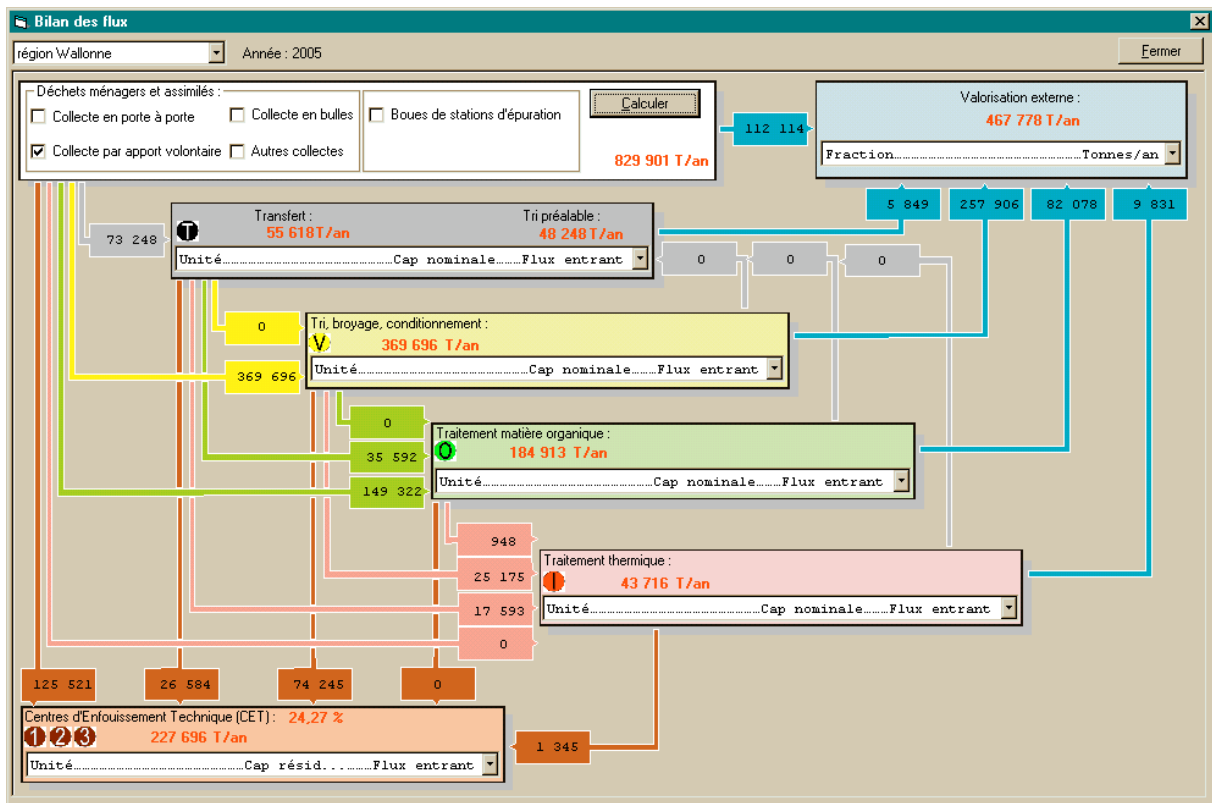 Bilan des flux
région Wallonne
Année : 2005
Fermer
Déchets ménagers et assimilés :
Collecte en porte à porte
Collecte en bulles
Boues de stations d'épuration
Calculer
Collecte par apport volontaire
Autres collectes
829 901 T/an
112 114
Valorisation externe :
467 778 T/an
Fraction.......................................Tonnes/an
5 849
257 906
82 078
9 831
73 248
T
Transfert :
Tri préalable :
55 618T/an
48 248T/an
Unité.......................................Cap nominale........Flux entrant
0
0
0
0
Tri, broyage, conditionnement :
V
369 696 T/an
369 696
Unité.......................................Cap nominale........Flux entrant
0
Traitement matière organique :
O
184 913 T/an
35 592
Unité.......................................Cap nominale........Flux entrant
149 322
948
Traitement thermique :
I
43 716 T/an
25 175
Unité.......................................Cap nominale........Flux entrant
17 593
0
125 521
26 584
74 245
0
Centres d'Enfouissement Technique (CET) : 24,27 %
1 2 3
227 696 T/an
1 345
Unité.......................................Cap résid.........Flux entrant